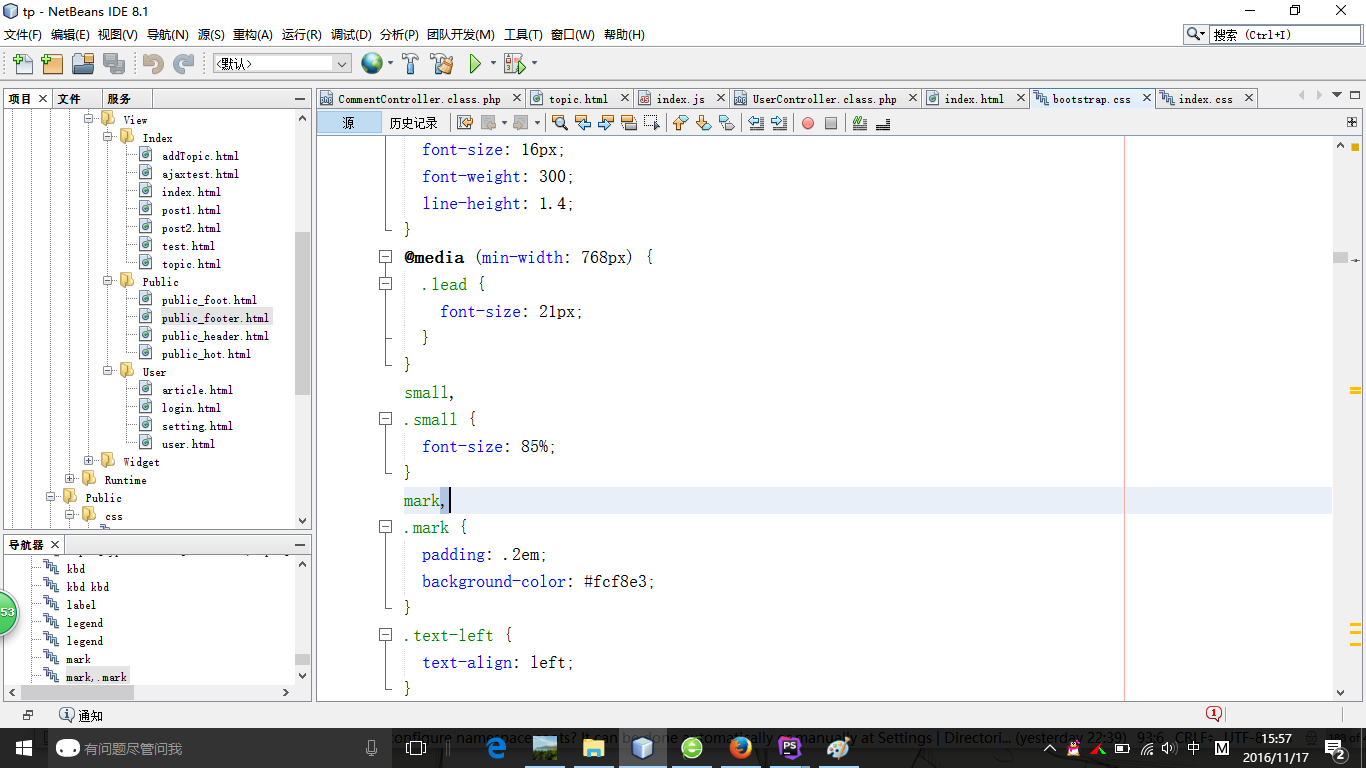 tp - NetBeans IDE 8.1
文件(F) 编辑(E) 视图(V) 导航(N) 源(S) 重构(A) 运行(R) 调试(D) 分析(P) 团队开发(M) 工具(T) 窗口(W) 帮助(H)
搜索 (Ctrl+I)
<默认>
项目 文件 服务
CommentController.class.php topic.html index.js UserController.class.php index.html bootstrap.css index.css
源 历史记录
View
Index
addTopic.html
ajaxtest.html
index.html
post1.html
post2.html
test.html
topic.html
Public
public_foot.html
public_footer.html
public_header.html
public_hot.html
User
article.html
login.html
setting.html
user.html
Widget
Runtime
Public
css
导航器
kbd
kbd kbd
label
legend
legend
mark
mark,.mark
53
font-size: 16px;
font-weight: 300;
line-height: 1.4;
}
@media (min-width: 768px) {
.lead {
font-size: 21px;
}
}
small,
.small {
font-size: 85%;
}
mark,
.mark {
padding: .2em;
background-color: #fcf8e3;
}
.text-left {
text-align: left;
}
通知
1
有问题尽管问我
configure namespace
ts? It can be done automatically
manually at Settings | Directori... (yesterday 22:39) 93:6 CRLF: UTF-8
中 M
15:57
2016/11/17
2